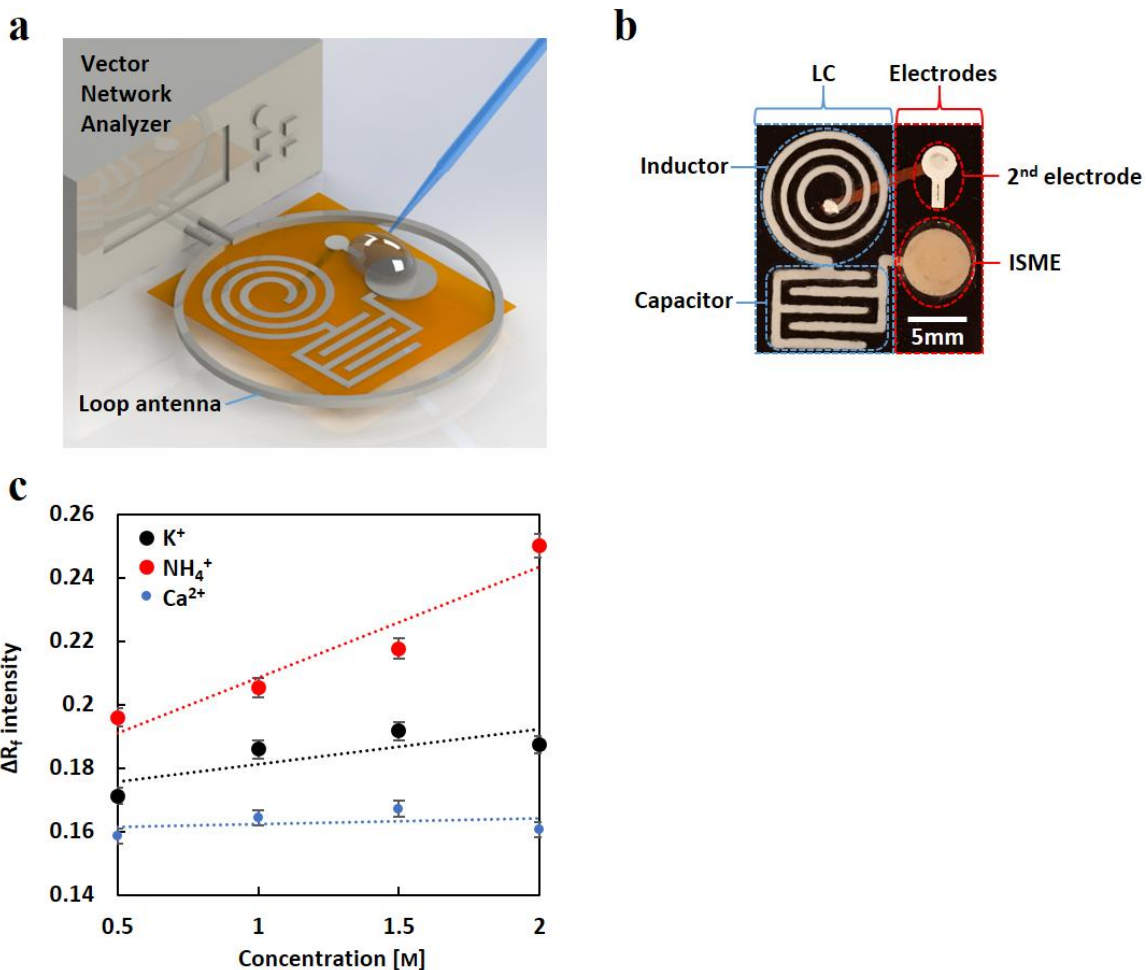 a
Vector
Network
Analyzer
Loop antenna
b
LC
Electrodes
Inductor
2nd electrode
ISME
Capacitor
5mm
c
0.26
0.24
0.22
0.2
0.18
0.16
0.14
K+
NH4+
Ca2+
ΔRf intensity
0.5
1
1.5
2
Concentration [M]